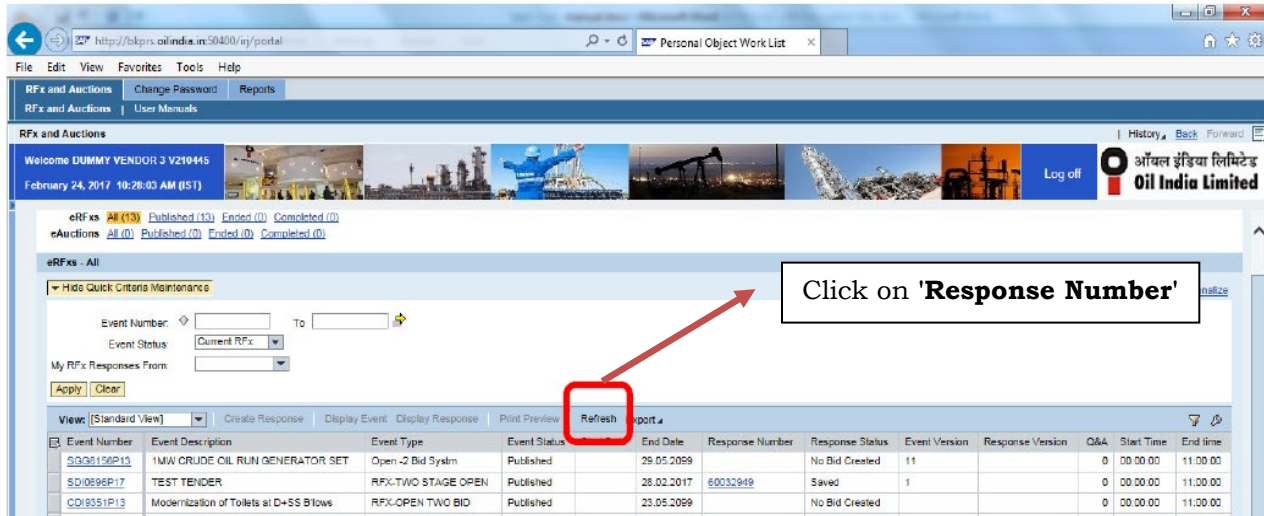 http://bkprs.oilindia.in:50400/irj/portal
Personal Object Work List
File Edit View Favorites Tools Help
RFx and Auctions Change Password Reports
RFx and Auctions | User Manuals
RFx and Auctions
| History Back Forward
Welcome DUMMY VENDOR 3 V210445
February 24, 2017 10:28:03 AM (IST)
Log off
ऑयल इंडिया लिमिटेड
Oil India Limited
eRFxs All (13) Published (13) Ended (0) Completed (0)
eAuctions All (0) Published (0) Ended (0) Completed (0)
eRFxs - All
Hide Quick Criteria Maintenance
Click on 'Response Number'
Event Number: To
Event Status: Current RFx
My RFx Responses From:
Apply Clear
View: [Standard View] Create Response Display Event Display Response Print Preview Refresh Export
Event Number Event Description Event Type Event Status End Date Response Number Response Status Event Version Response Version Q&A Start Time End time
SGG8156P13 1MW CRUDE OIL RUN GENERATOR SET Open -2 Bid Systm Published 29.05.2099 No Bid Created 11 0 00:00:00 11:00:00
SDI0696P17 TEST TENDER RFX-TWO STAGE OPEN Published 28.02.2017 60032949 Saved 1 0 00:00:00 11:00:00
CDI9351P13 Modernization of Toilets at D+SS B'lows RFX-OPEN TWO BID Published 23.05.2099 No Bid Created 0 00:00:00 11:00:00